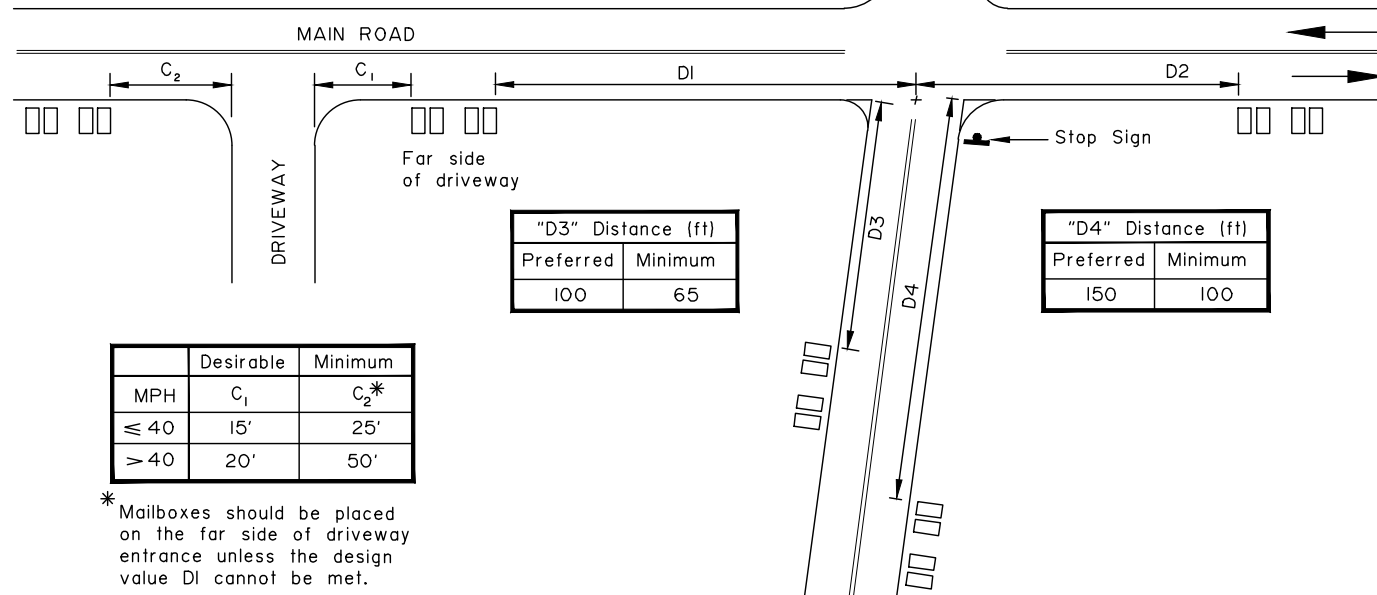 MAIN ROAD
C2
C1
D1
D2
Stop Sign
Far side
of driveway
DRIVEWAY
D3
D4
"D3" Distance (ft)
Preferred Minimum
100 65
"D4" Distance (ft)
Preferred Minimum
150 100
Desirable Minimum
MPH C1 C2*
≤ 40 15' 25'
> 40 20' 50'
* Mailboxes should be placed
on the far side of driveway
entrance unless the design
value D1 cannot be met.